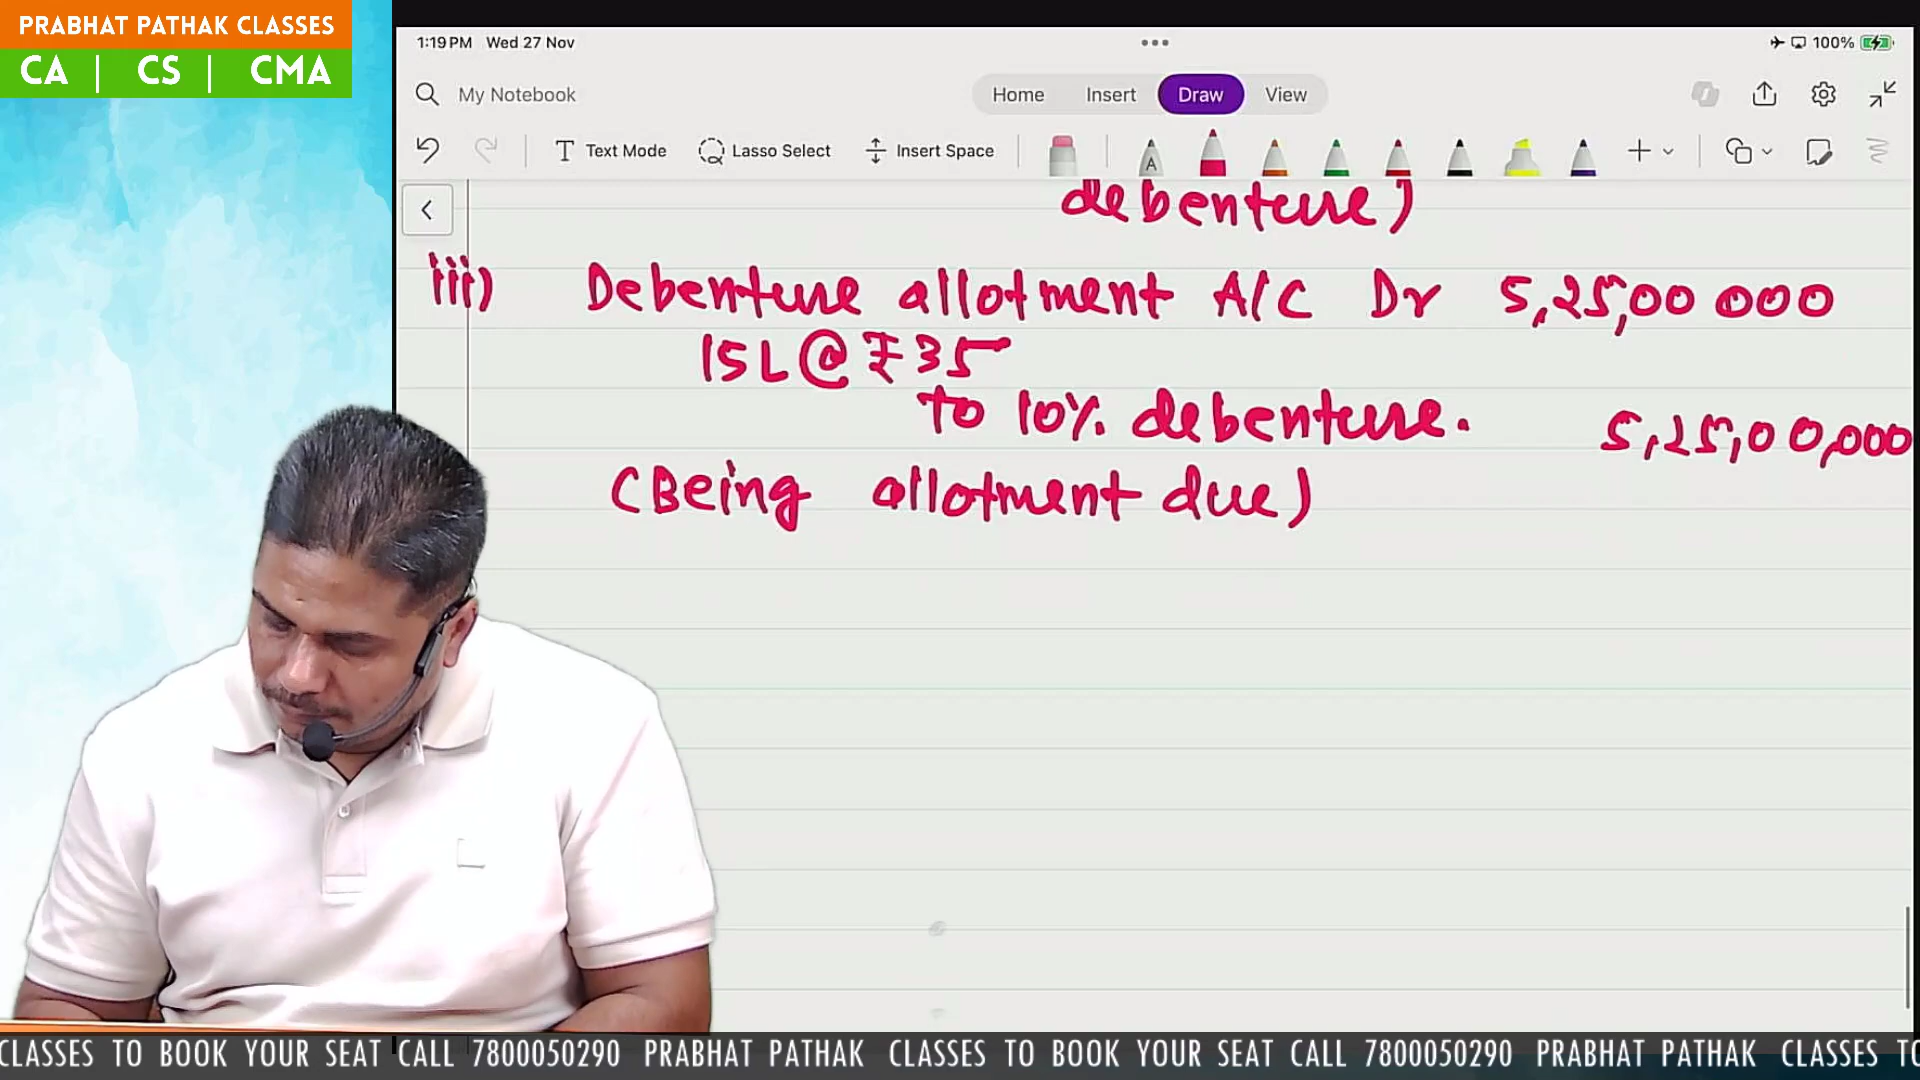 PRABHAT PATHAK CLASSES
CA | CS | CMA
1:19 PM Wed 27 Nov
100%
My Notebook
Home Insert Draw View
Text Mode Lasso Select Insert Space
A
debenture)
iii) Debenture allotment A/C Dr 5,25,00 000
15L@₹35
to 10% debenture. 5,25,00,000
(Being allotment due)
CLASSES TO BOOK YOUR SEAT CALL 7800050290 PRABHAT PATHAK CLASSES TO BOOK YOUR SEAT CALL 7800050290 PRABHAT PATHAK CLASSES TO